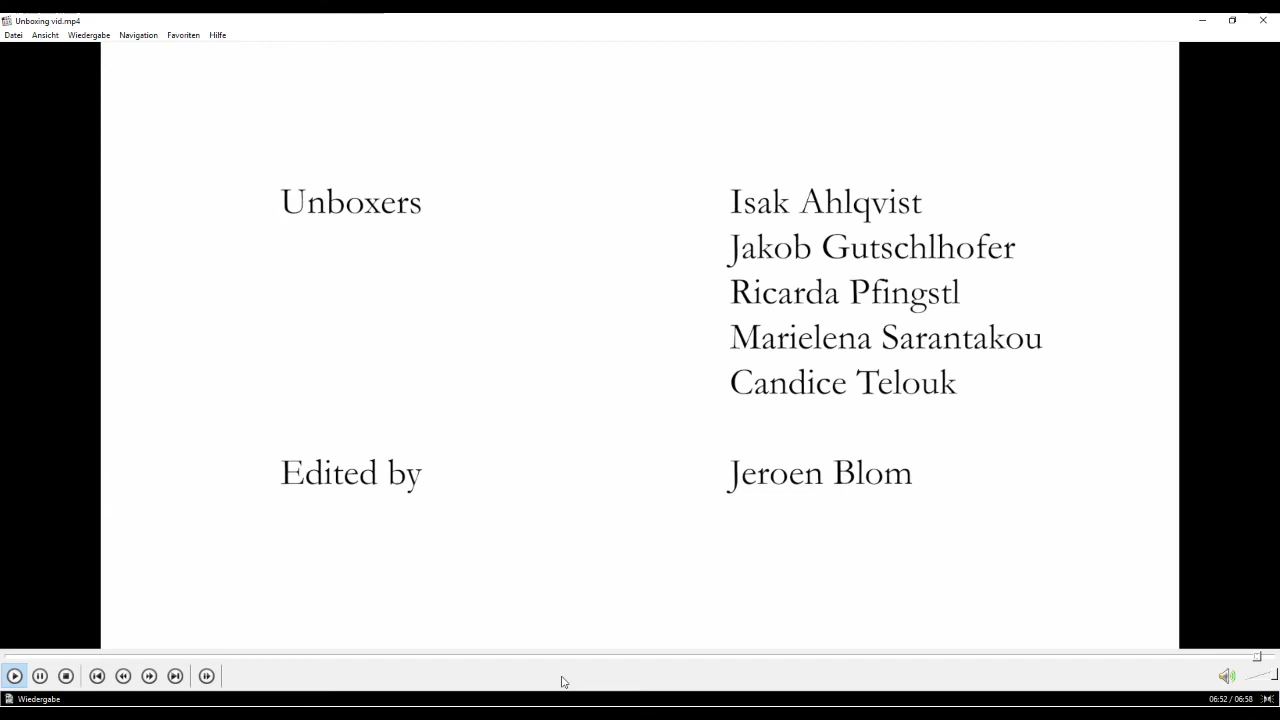 Unboxing vid.mp4
Datei Ansicht Wiedergabe Navigation Favoriten Hilfe
Unboxers Isak Ahlqvist
Jakob Gutschlhofer
Ricarda Pfingstl
Marielena Sarantakou
Candice Telouk
Edited by Jeroen Blom
Wiedergabe 06:52 / 06:58